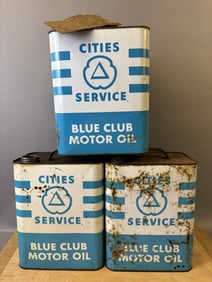 CITIES
SERVICE
BLUE CLUB
MOTOR OIL
CITIES
SERVICE
BLUE CLUB
MOTOR OIL
CITIES
SERVICE
BLUE CLUB
MOTOR OIL